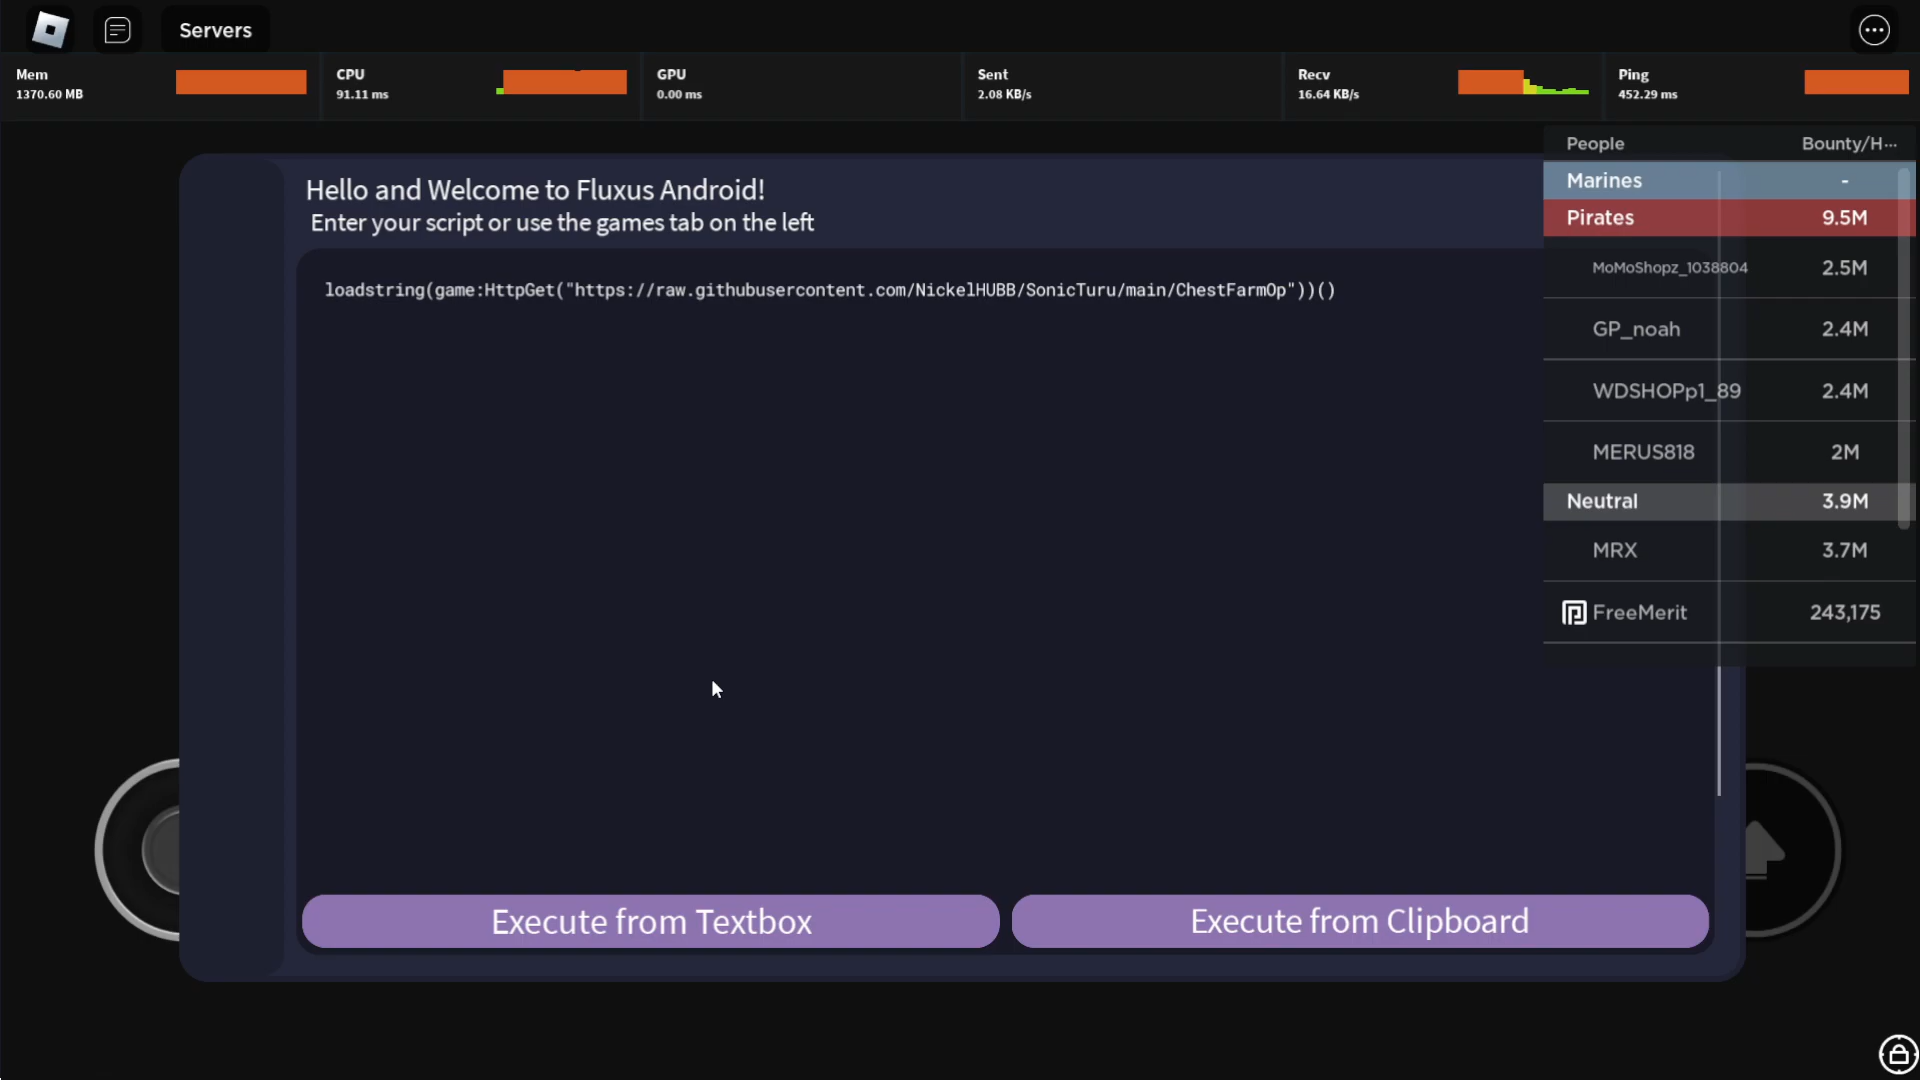 Servers
Mem
1370.60 MB
CPU
91.11 ms
GPU
0.00 ms
Sent
2.08 KB/s
Recv
16.64 KB/s
Ping
452.29 ms
Hello and Welcome to Fluxus Android!
Enter your script or use the games tab on the left
loadstring(game:HttpGet("https://raw.githubusercontent.com/NickelHUBB/SonicTuru/main/ChestFarmOp"))()
People Bounty/H...
Marines -
Pirates 9.5M
MoMoShopz_1038804 2.5M
GP_noah 2.4M
WDSHOPp1_89 2.4M
MERUS818 2M
Neutral 3.9M
MRX 3.7M
FreeMerit 243,175
Execute from Textbox
Execute from Clipboard